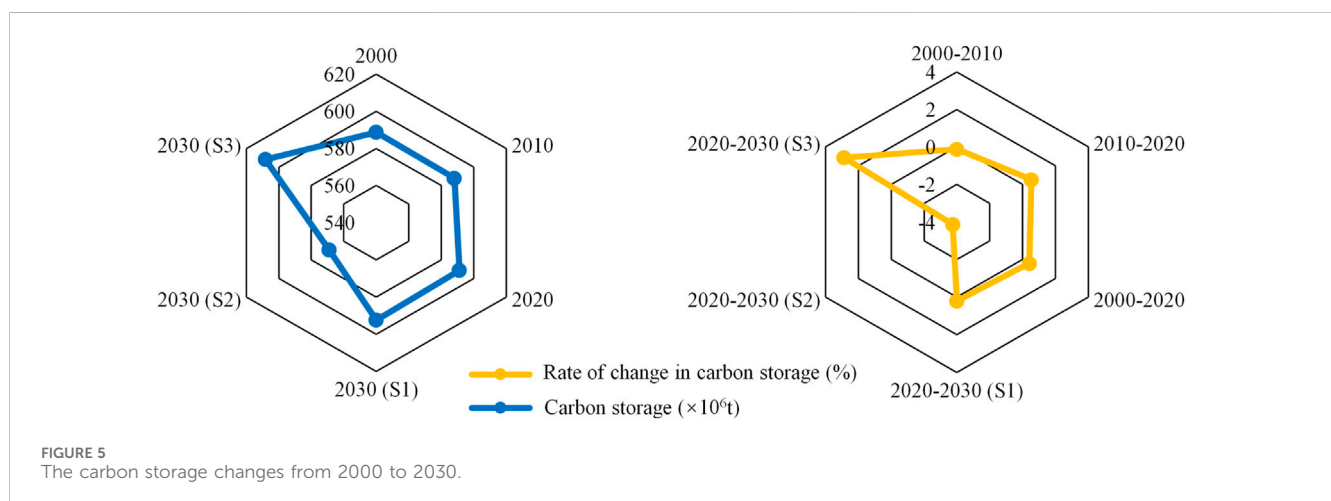 2000
620
600
580
560
540
2010
2020
2030 (S1)
2030 (S2)
2030 (S3)
2000-2010
4
2
0
-2
-4
2010-2020
2000-2020
2020-2030 (S1)
2020-2030 (S2)
2020-2030 (S3)
Rate of change in carbon storage (%)
Carbon storage (×10⁶t)
FIGURE 5
The carbon storage changes from 2000 to 2030.